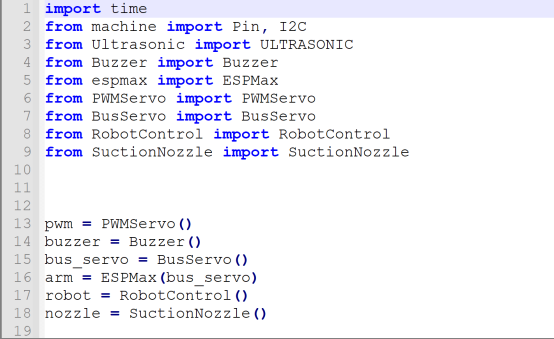 1 import time
2 from machine import Pin, I2C
3 from Ultrasonic import ULTRASONIC
4 from Buzzer import Buzzer
5 from espmax import ESPMax
6 from PWMServo import PWMServo
7 from BusServo import BusServo
8 from RobotControl import RobotControl
9 from SuctionNozzle import SuctionNozzle
10
11
12
13 pwm = PWMServo()
14 buzzer = Buzzer()
15 bus_servo = BusServo()
16 arm = ESPMax(bus_servo)
17 robot = RobotControl()
18 nozzle = SuctionNozzle()
19